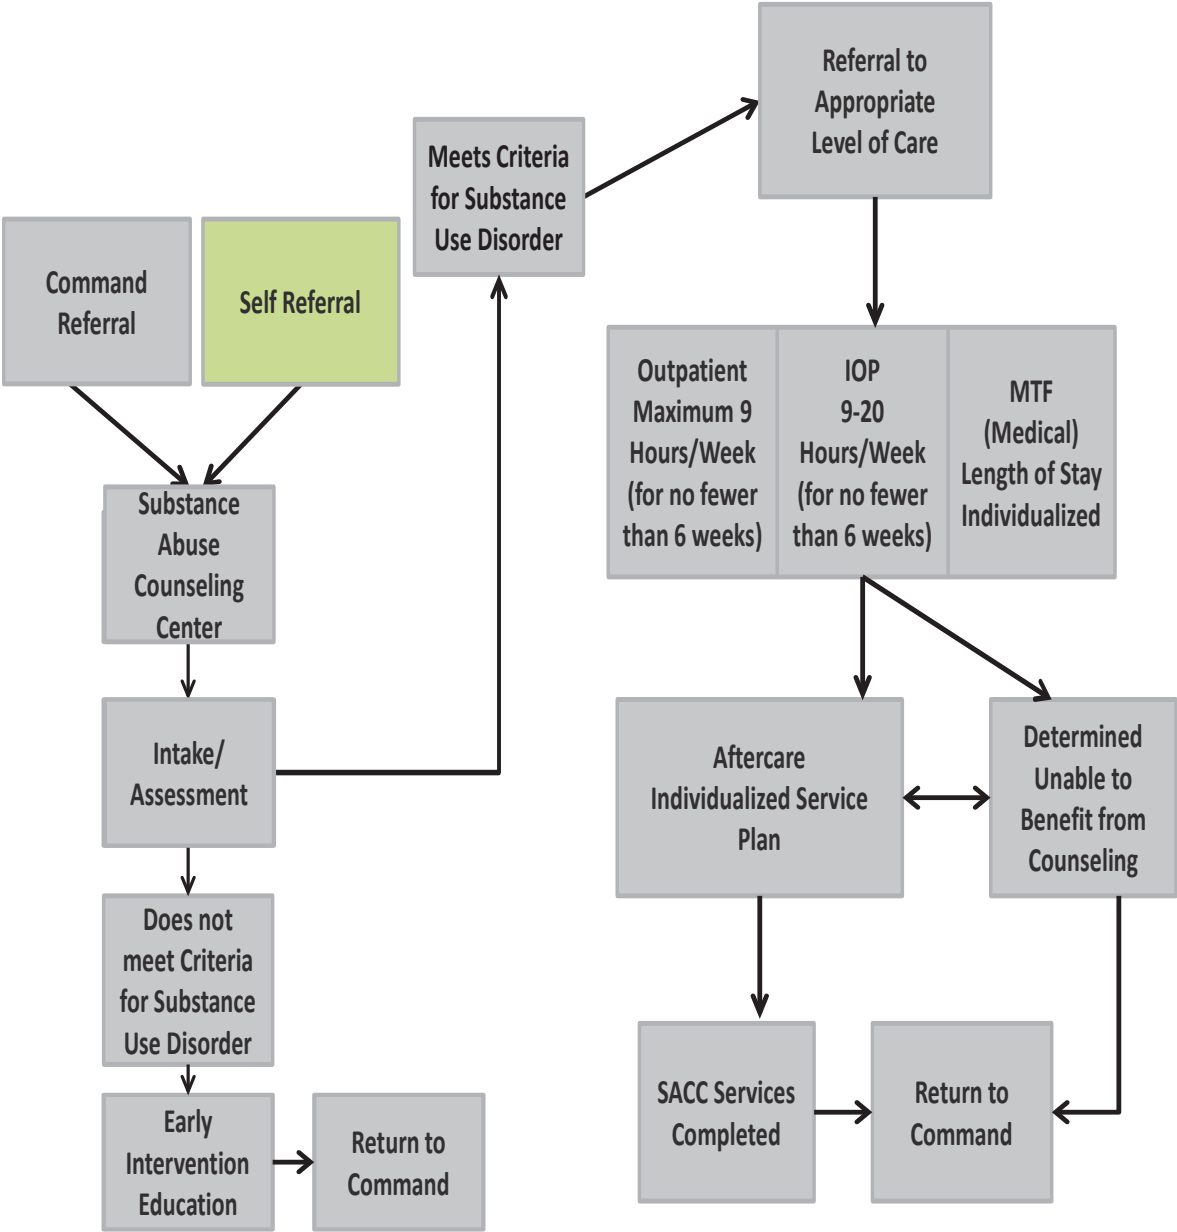 Command
Referral
Self Referral
Substance
Abuse
Counseling
Center
Intake/
Assessment
Does not
meet Criteria
for Substance
Use Disorder
Early
Intervention
Education
Return to
Command
Meets Criteria
for Substance
Use Disorder
Referral to
Appropriate
Level of Care
Outpatient
Maximum 9
Hours/Week
(for no fewer
than 6 weeks)
IOP
9-20
Hours/Week
(for no fewer
than 6 weeks)
MTF
(Medical)
Length of Stay
Individualized
Aftercare
Individualized Service
Plan
Determined
Unable to
Benefit from
Counseling
SACC Services
Completed
Return to
Command